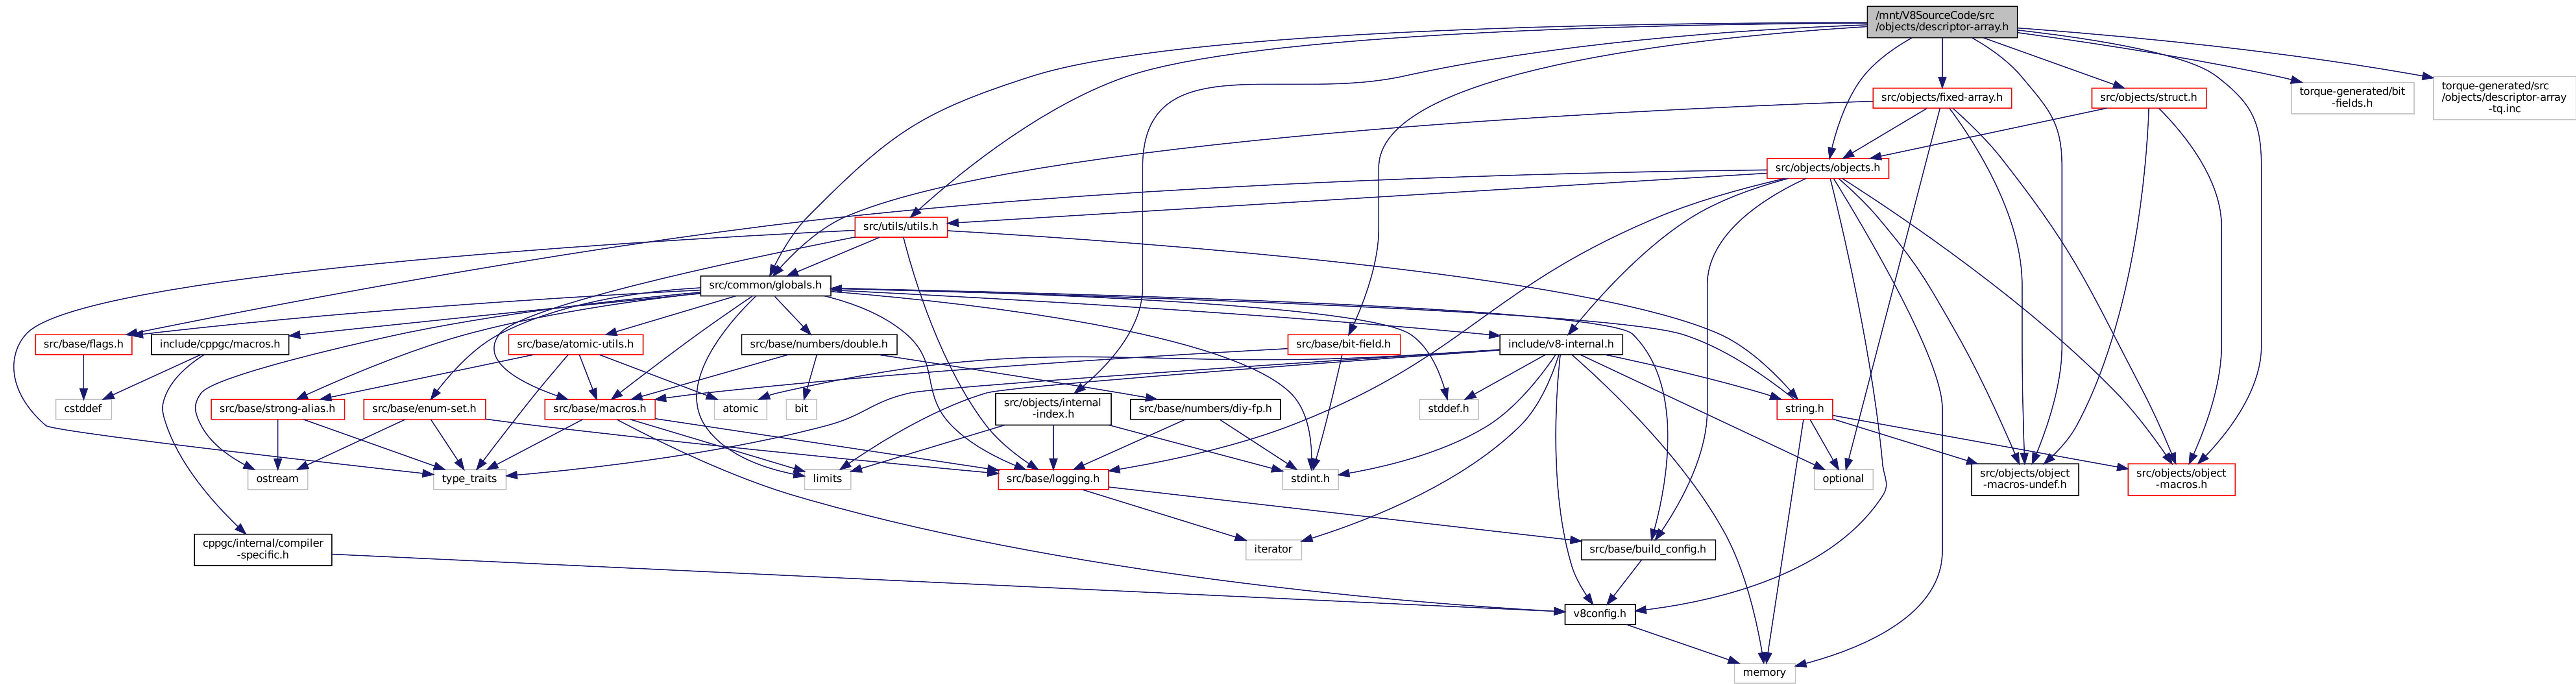 /mnt/V8SourceCode/src
/objects/descriptor-array.h
src/objects/fixed-array.h
src/objects/struct.h
torque-generated/bit
-fields.h
torque-generated/src
/objects/descriptor-array
-tq.inc
src/objects/objects.h
src/utils/utils.h
src/common/globals.h
src/base/flags.h
include/cppgc/macros.h
src/base/atomic-utils.h
src/base/numbers/double.h
src/base/bit-field.h
include/v8-internal.h
cstddef
src/base/strong-alias.h
src/base/enum-set.h
src/base/macros.h
atomic
bit
src/objects/internal
-index.h
src/base/numbers/diy-fp.h
stddef.h
string.h
ostream
type_traits
limits
src/base/logging.h
stdint.h
optional
src/objects/object
-macros-undef.h
src/objects/object
-macros.h
cppgc/internal/compiler
-specific.h
iterator
src/base/build_config.h
v8config.h
memory